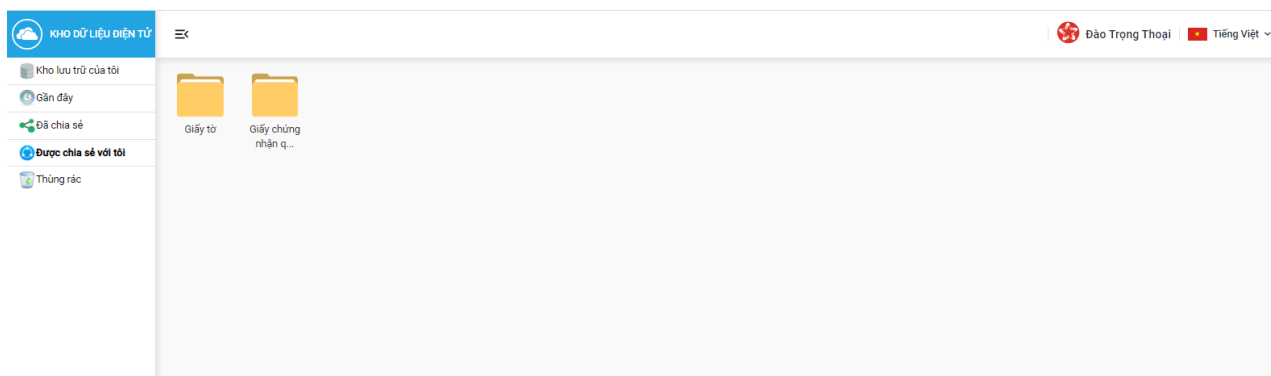 KHO DỮ LIỆU ĐIỆN TỬ
Đào Trọng Thoại
Tiếng Việt
Kho lưu trữ của tôi
Gần đây
Đã chia sẻ
Được chia sẻ với tôi
Thùng rác
Giấy tờ
Giấy chứng
nhận q...